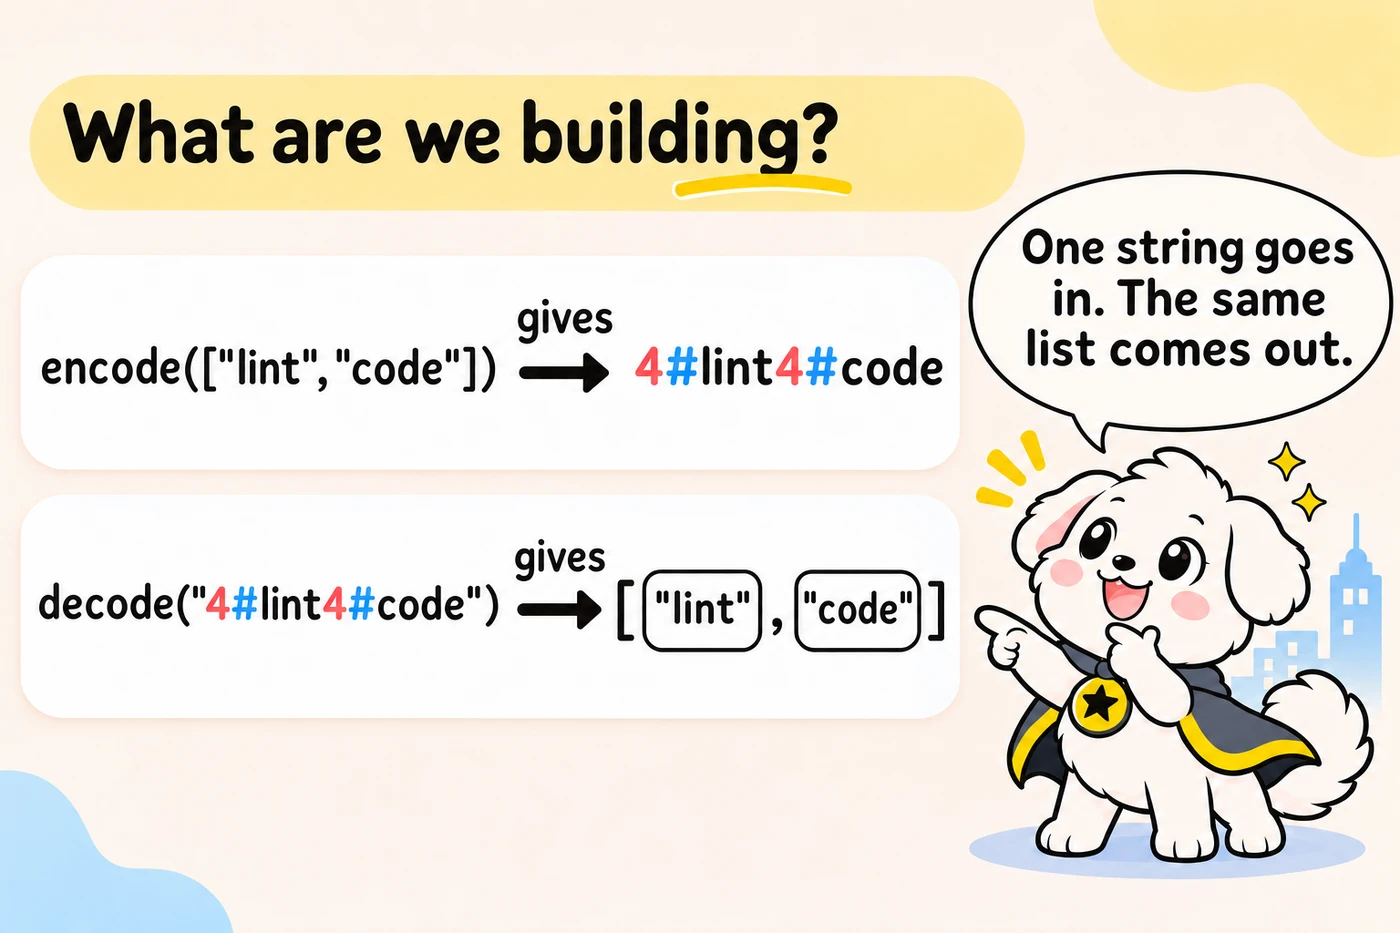 What are we building?
One string goes
in. The same
list comes out.
gives
encode(["lint","code"]) → 4#lint4#code
gives
decode("4#lint4#code") → ["lint", "code"]